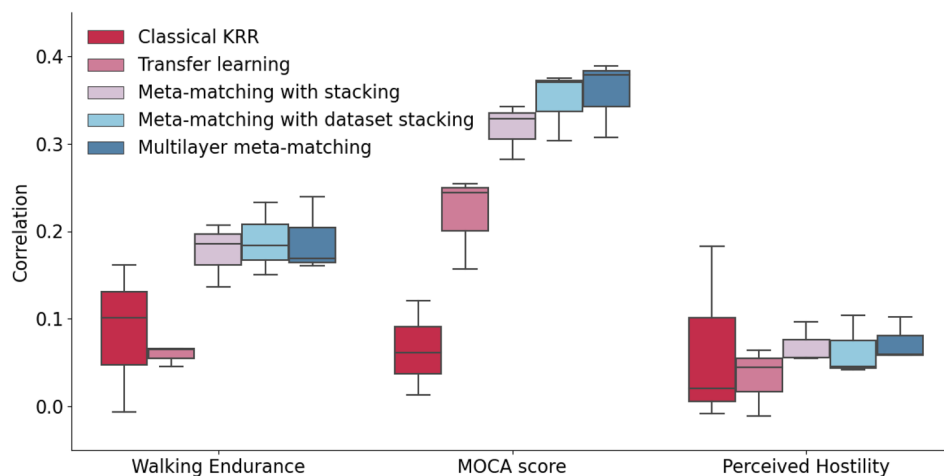 Classical KRR
Transfer learning
Meta-matching with stacking
Meta-matching with dataset stacking
Multilayer meta-matching
Correlation
0.4
0.3
0.2
0.1
0.0
Walking Endurance
MOCA score
Perceived Hostility